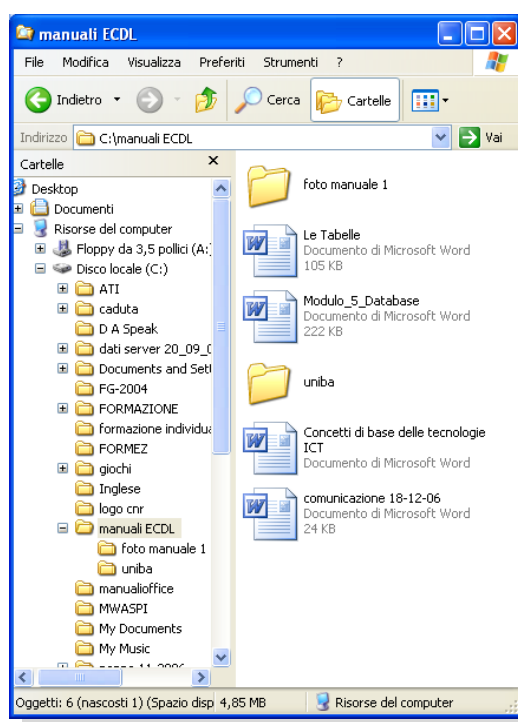 manuali ECDL
File Modifica Visualizza Preferiti Strumenti ?
Indietro Cerca Cartelle
Indirizzo C:\manuali ECDL Vai
Cartelle
Desktop
Documenti
Risorse del computer
Floppy da 3,5 pollici (A:)
Disco locale (C:)
ATI
caduta
D A Speak
dati server 20_09_0
Documents and Sett
FG-2004
FORMAZIONE
formazione individua
FORMEZ
giochi
Inglese
logo cnr
manuali ECDL
foto manuale 1
uniba
manualioffice
MWASPI
My Documents
My Music
foto manuale 1
Le Tabelle
Documento di Microsoft Word
105 KB
Modulo_5_Database
Documento di Microsoft Word
222 KB
uniba
Concetti di base delle tecnologie
ICT
Documento di Microsoft Word
comunicazione 18-12-06
Documento di Microsoft Word
24 KB
Oggetti: 6 (nascosti 1) (Spazio disp 4,85 MB Risorse del computer